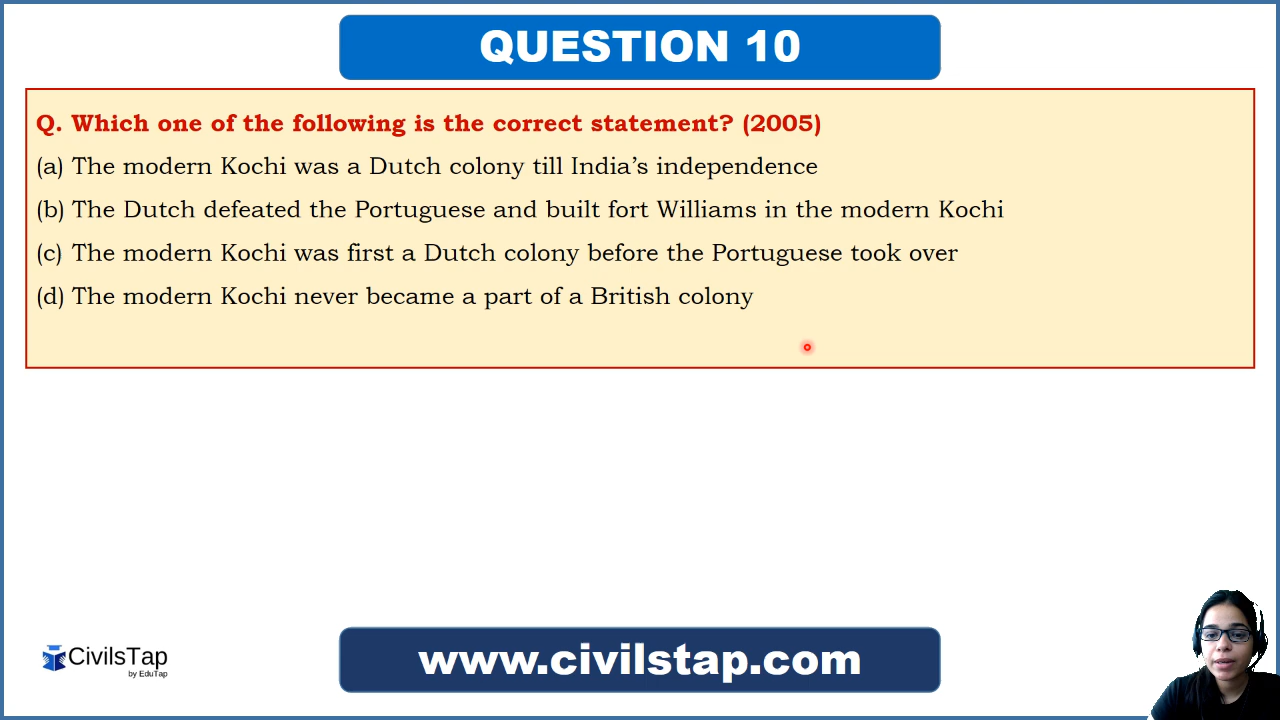 QUESTION 10
Q. Which one of the following is the correct statement? (2005)
(a) The modern Kochi was a Dutch colony till India’s independence
(b) The Dutch defeated the Portuguese and built fort Williams in the modern Kochi
(c) The modern Kochi was first a Dutch colony before the Portuguese took over
(d) The modern Kochi never became a part of a British colony
CivilsTap
by EduTap
www.civilstap.com